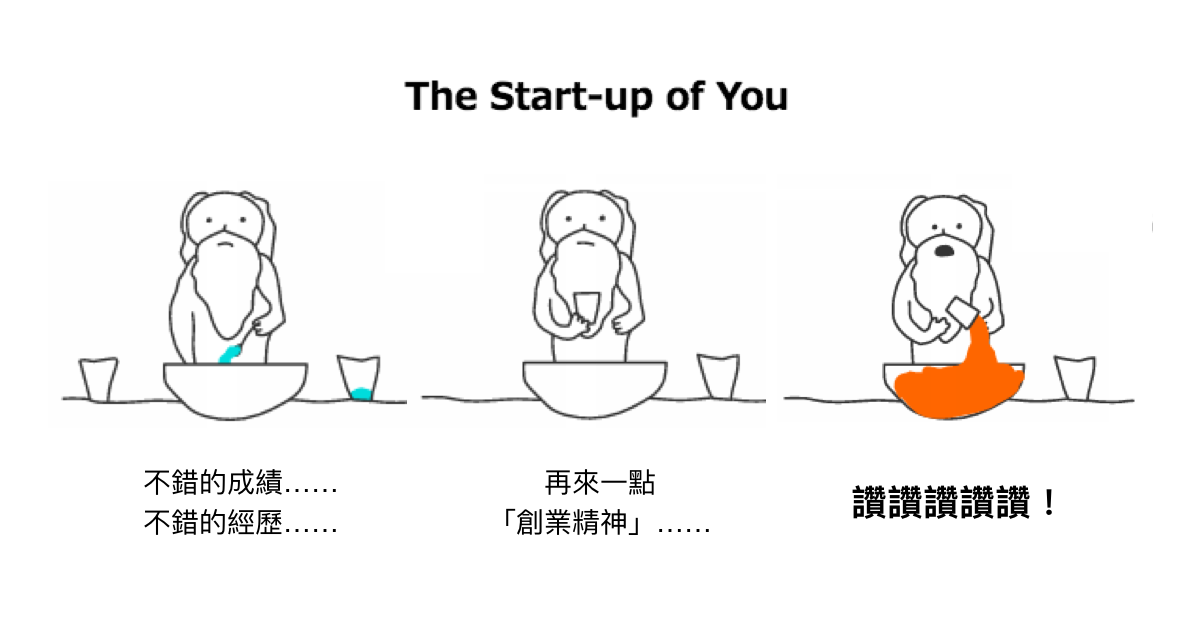 The Start-up of You
不錯的成績……
不錯的經歷……
再來一點
「創業精神」……
讚讚讚讚讚！